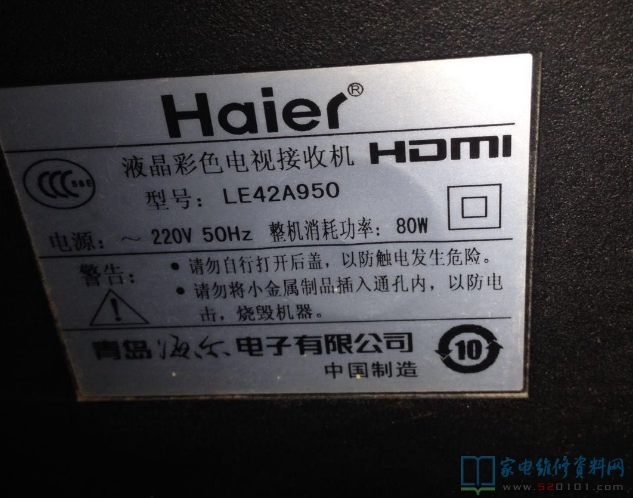 Haier®
液晶彩色电视接收机 HDMI
CCC S&E
型号: LE42A950
电源: ～ 220V 50Hz 整机消耗功率: 80W
警告: • 请勿自行打开后盖，以防触电发生危险。
• 请勿将小金属制品插入通孔内，以防电
击，烧毁机器。
青岛海尔电子有限公司
10
中国制造
家电维修资料网
www.520101.com